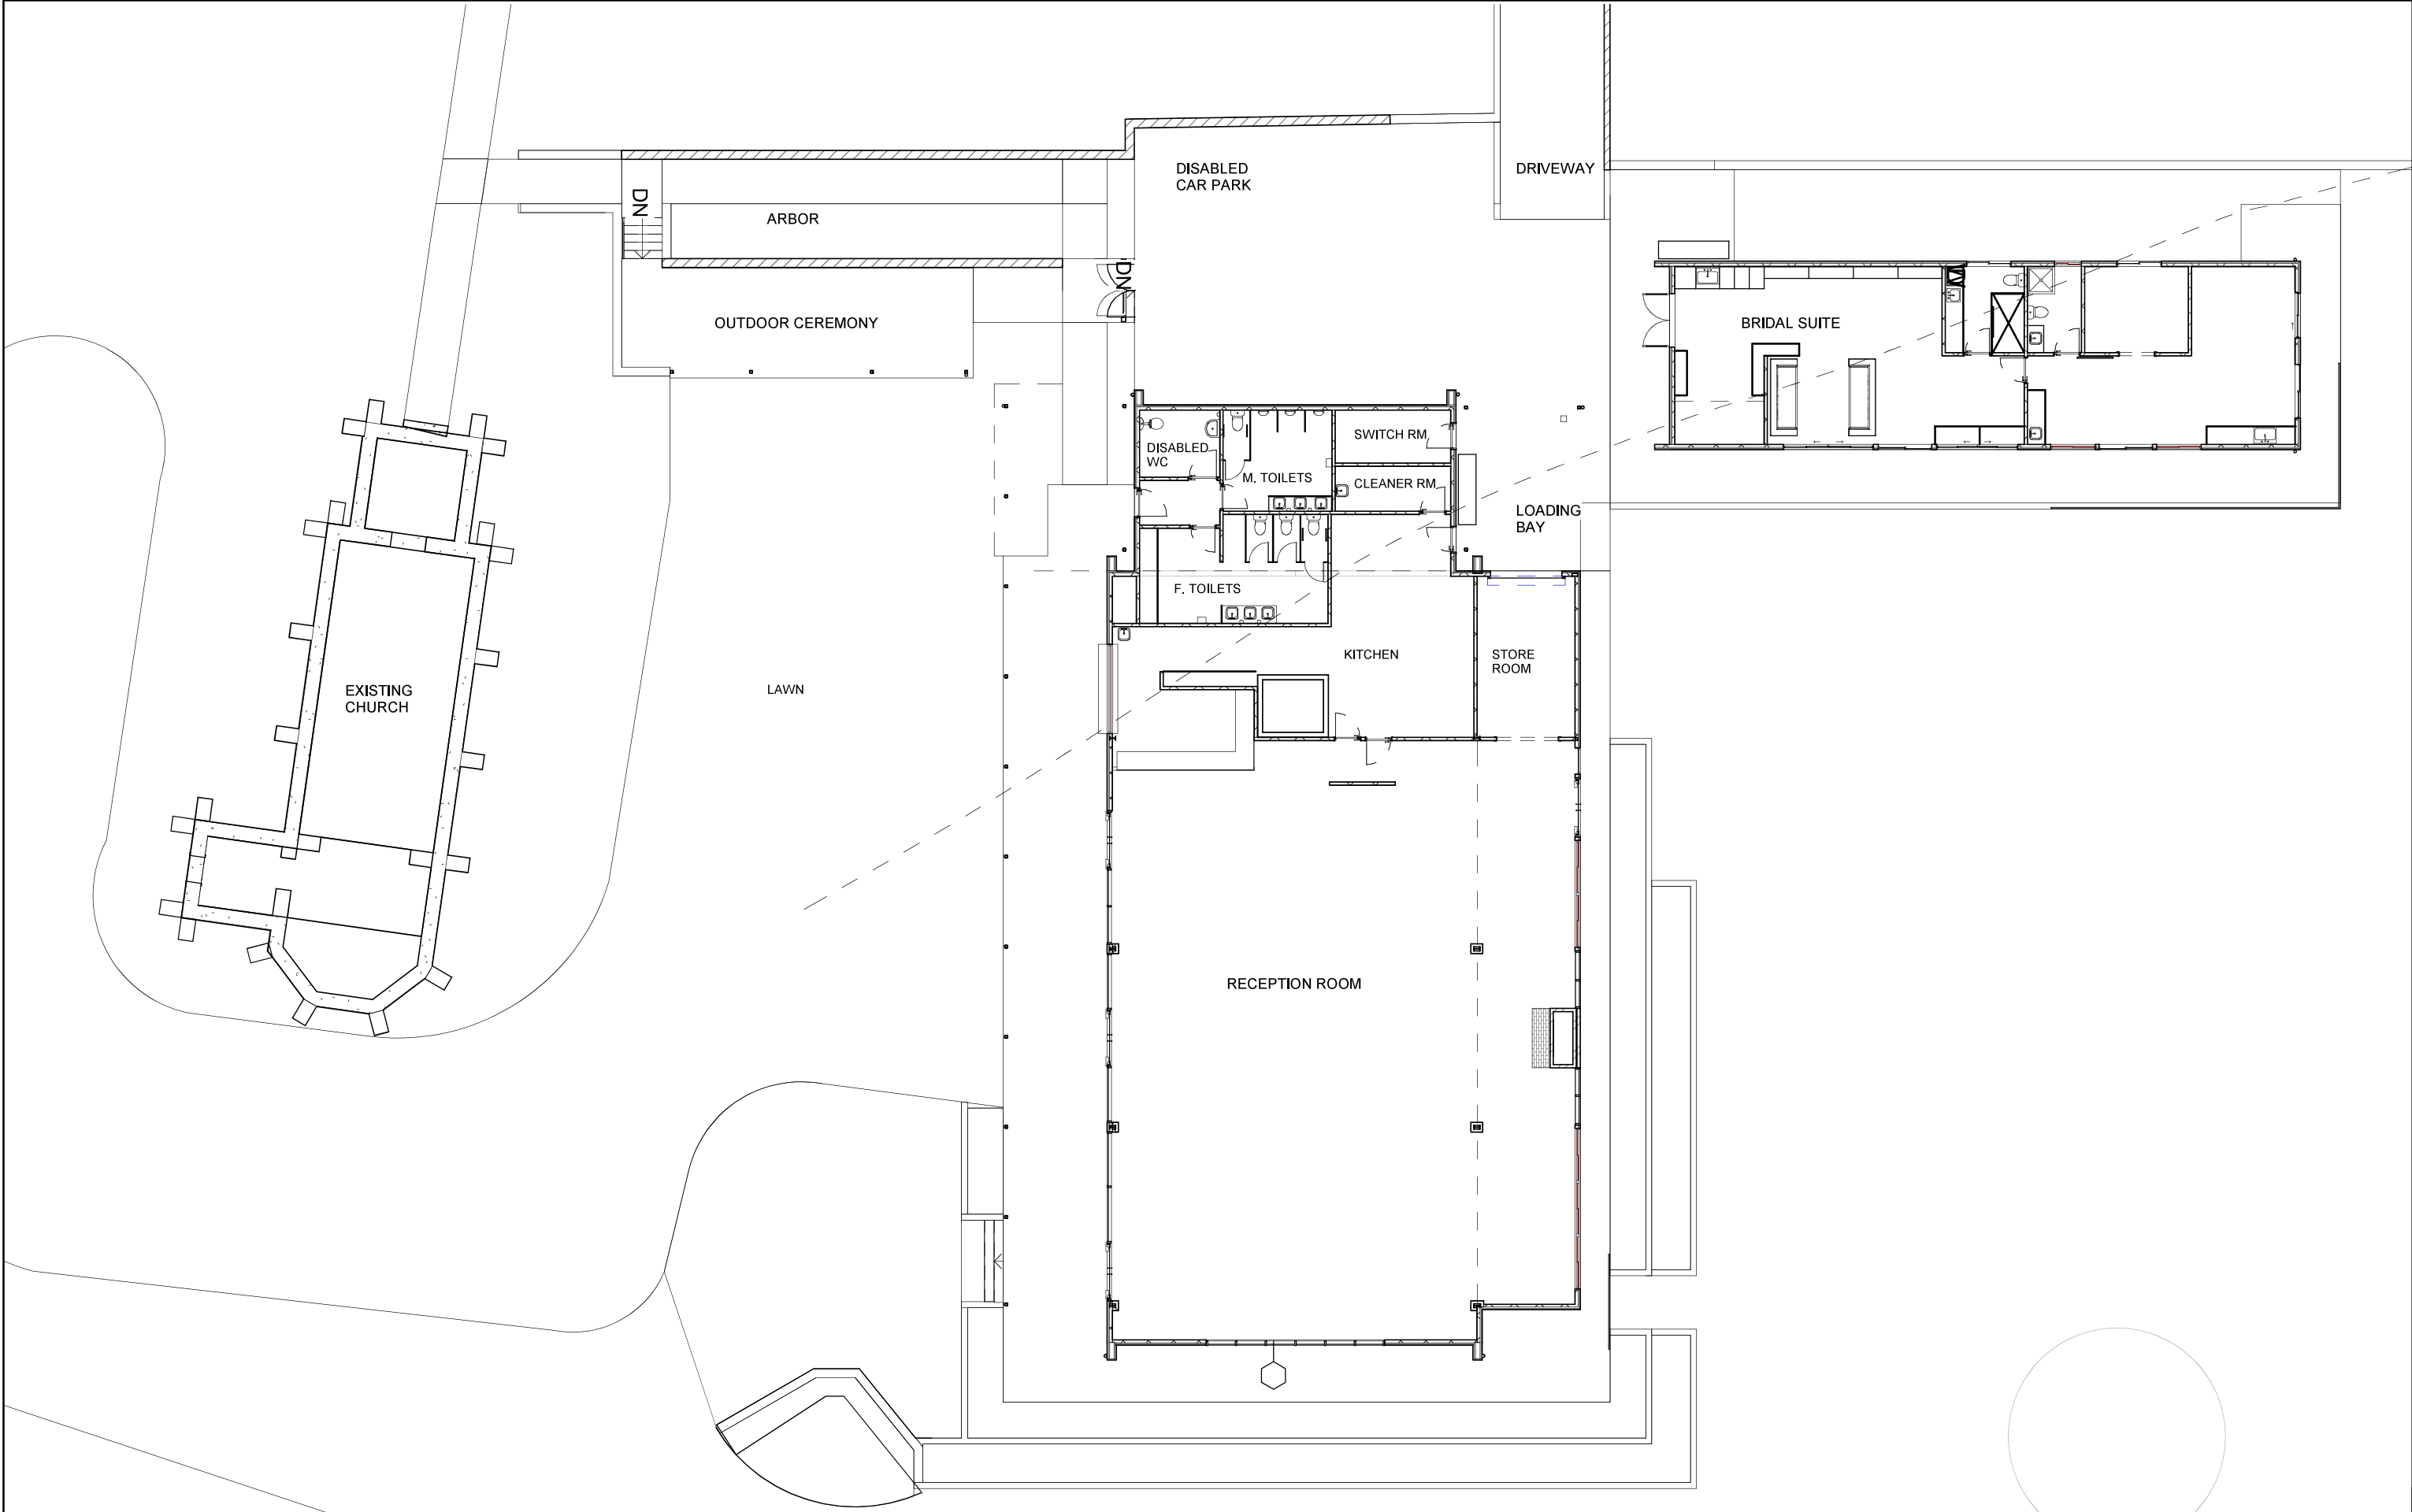 DISABLED
CAR PARK
DRIVEWAY
DN
ARBOR
DN
OUTDOOR CEREMONY
BRIDAL SUITE
SWITCH RM
DISABLED
WC
M. TOILETS
CLEANER RM
LOADING
BAY
F. TOILETS
KITCHEN
STORE
ROOM
EXISTING
CHURCH
LAWN
RECEPTION ROOM